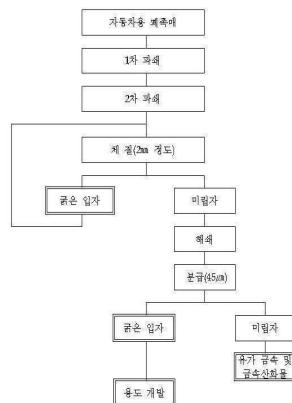 자동차용 폐촉매
1차 파쇄
2차 파쇄
체 질(2㎜ 정도)
굵은 입자
미립자
해쇄
분급(45㎛)
굵은 입자
미립자
유가 금속 및
금속산화물
용도 개발